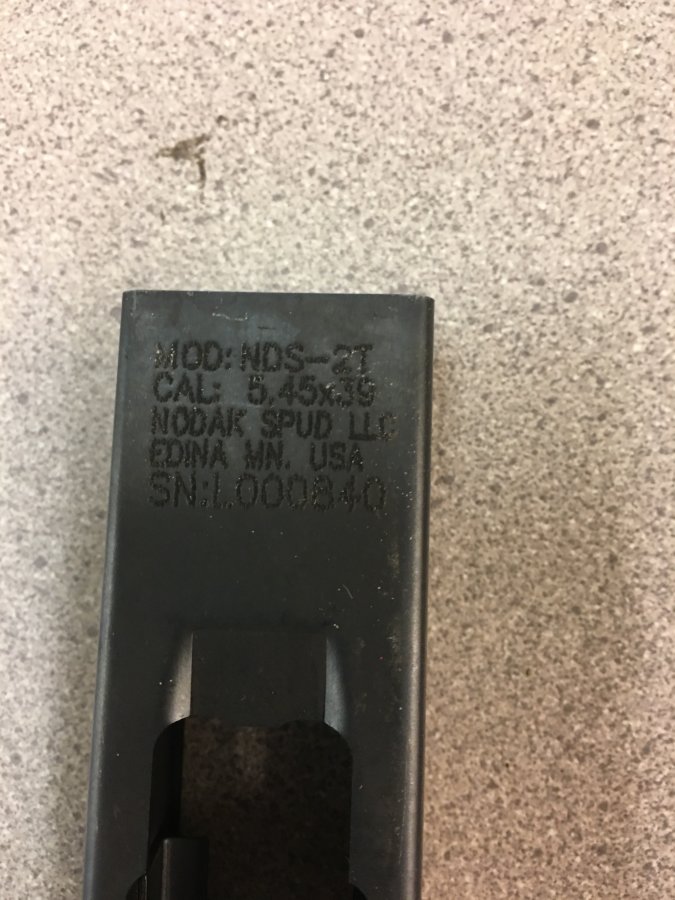 MOD: NDS-2T
CAL: 5.45x39
NODAK SPUD LLC
EDINA MN. USA
SN:L000840